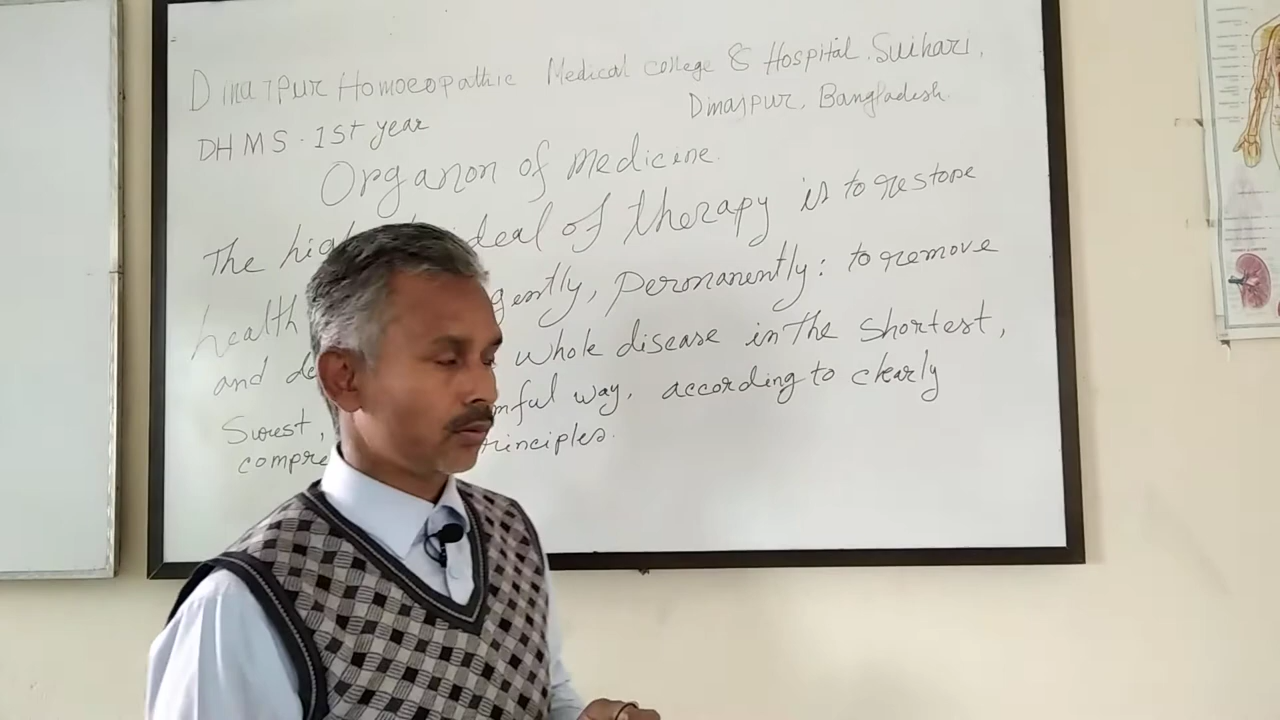 Dinajpur Homoeopathic Medical college & Hospital. Suihari,
Dinajpur, Bangladesh.
DHMS - 1st year
Organon of medicine.
The ideal of therapy is to restore
health gently, permanently: to remove
and whole disease in the shortest,
Surest, way, according to clearly